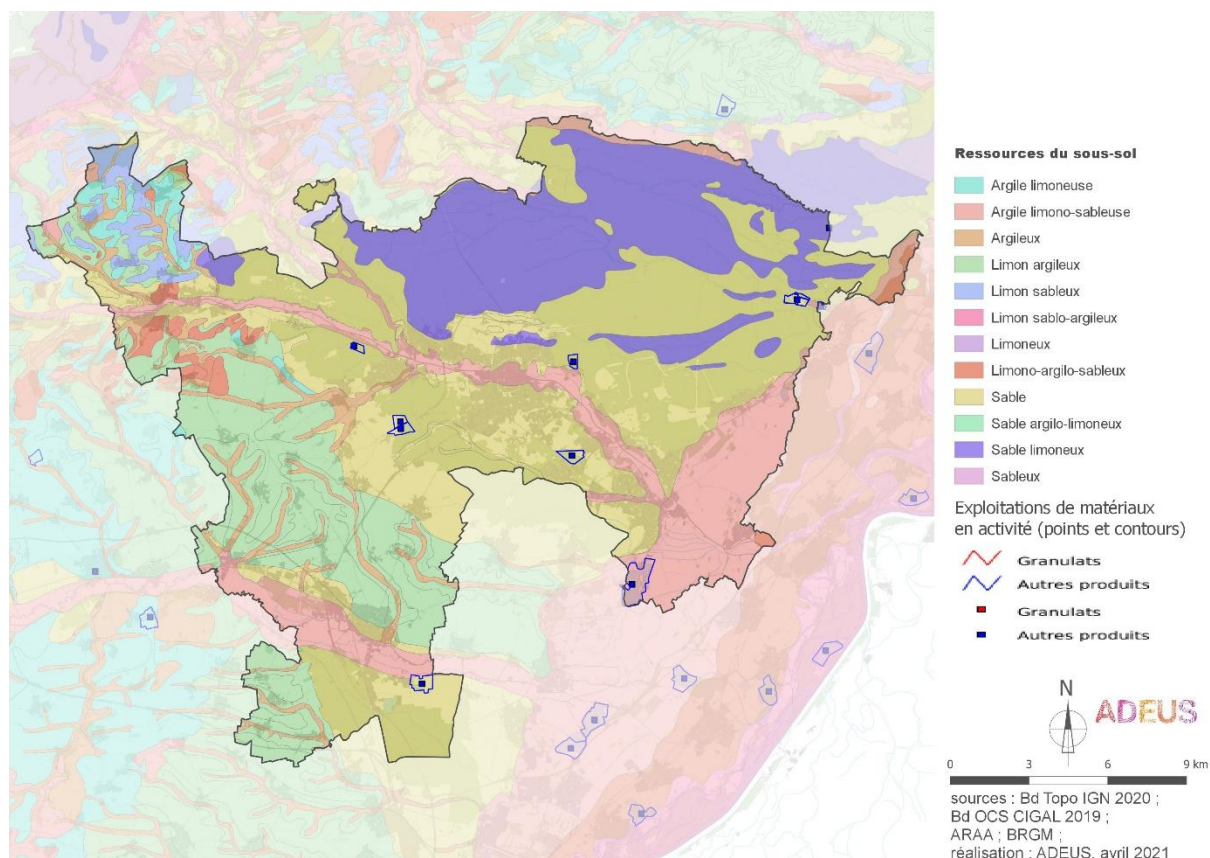 Ressources du sous-sol
Argile limoneuse
Argile limono-sableuse
Argileux
Limon argileux
Limon sableux
Limon sablo-argileux
Limoneux
Limono-argilo-sableux
Sable
Sable argilo-limoneux
Sable limoneux
Sableux
Exploitations de matériaux
en activité (points et contours)
Granulats
Autres produits
Granulats
Autres produits
N
ADEUS
0 3 6 9 km
sources : Bd Topo IGN 2020 ;
Bd OCS CIGAL 2019 ;
ARAA ; BRGM ;
réalisation : ADEUS, avril 2021